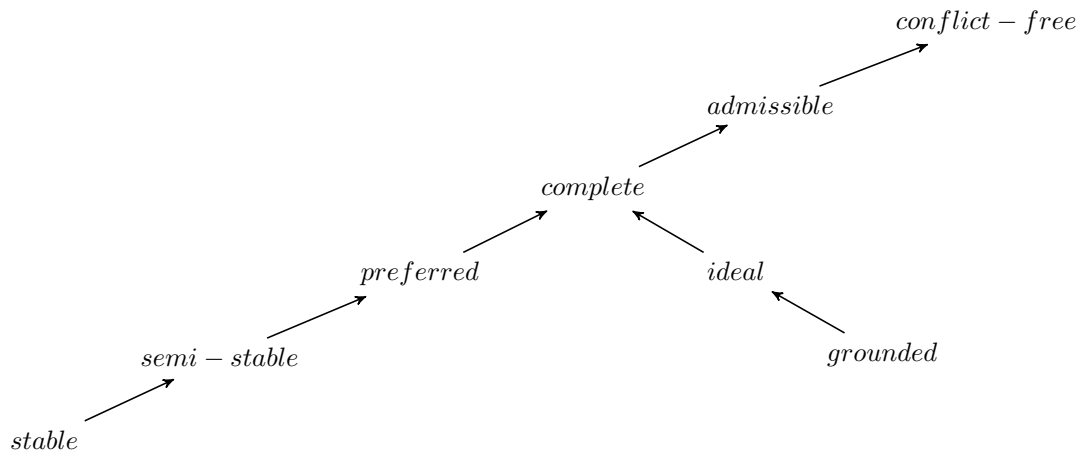 conflict − free
admissible
complete
preferred
ideal
semi − stable
grounded
stable